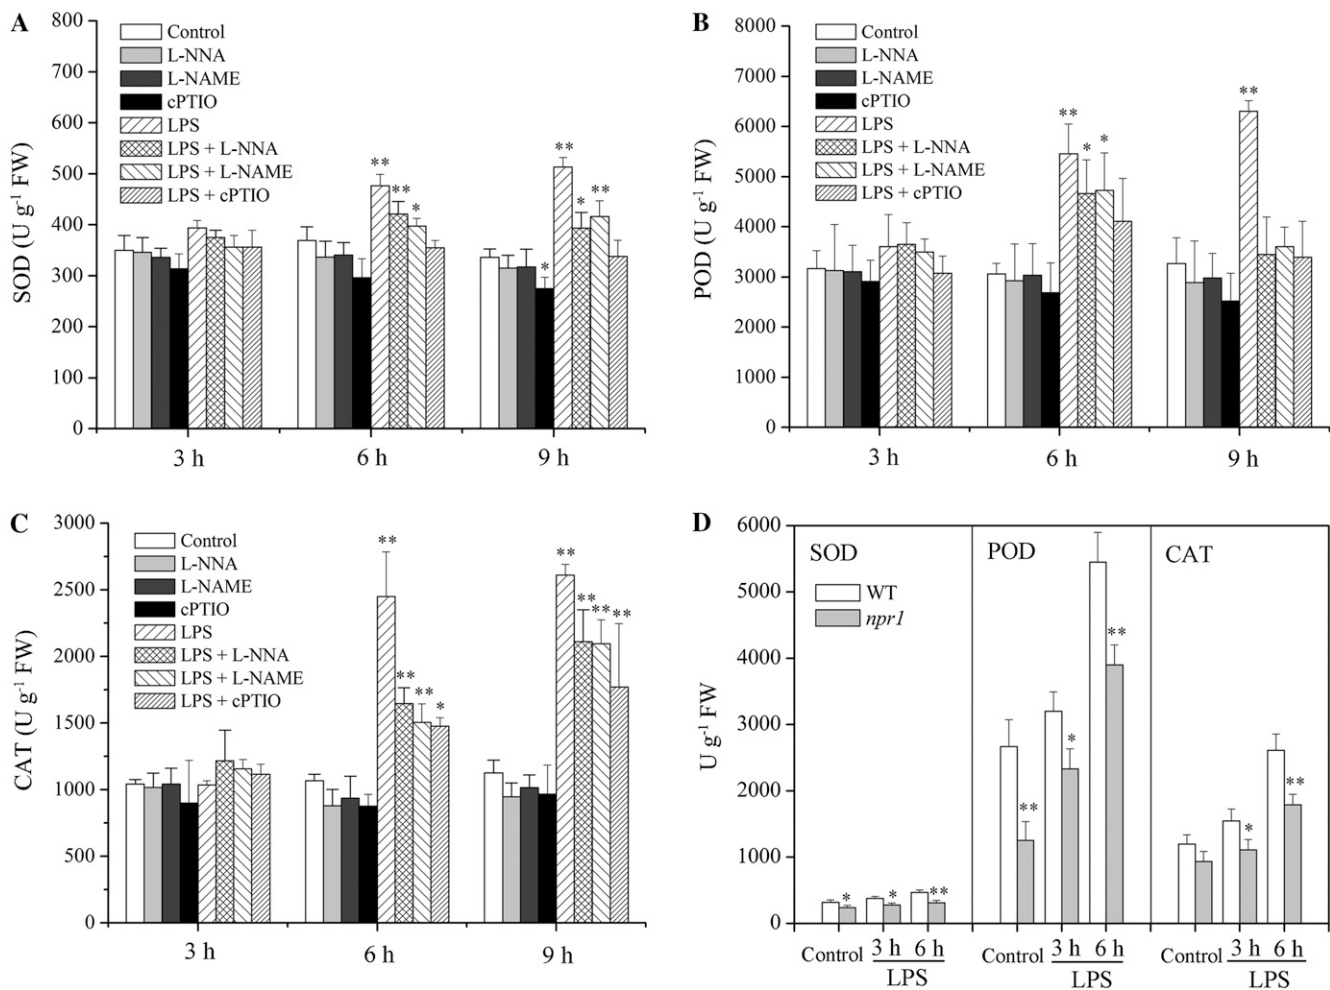 A
SOD (U g⁻¹ FW)
800
700
600
500
400
300
200
100
0
Control
L-NNA
L-NAME
cPTIO
LPS
LPS + L-NNA
LPS + L-NAME
LPS + cPTIO
** ** *
* ** * **
3 h 6 h 9 h
B
POD (U g⁻¹ FW)
8000
7000
6000
5000
4000
3000
2000
1000
0
Control
L-NNA
L-NAME
cPTIO
LPS
LPS + L-NNA
LPS + L-NAME
LPS + cPTIO
** * *
**
3 h 6 h 9 h
C
CAT (U g⁻¹ FW)
3000
2500
2000
1500
1000
500
0
Control
L-NNA
L-NAME
cPTIO
LPS
LPS + L-NNA
LPS + L-NAME
LPS + cPTIO
** ** ** *
** ** ** **
3 h 6 h 9 h
D
U g⁻¹ FW
6000
5000
4000
3000
2000
1000
0
SOD POD CAT
WT
npr1
* * **
** * **
* **
Control 3 h 6 h Control 3 h 6 h Control 3 h 6 h
LPS LPS LPS